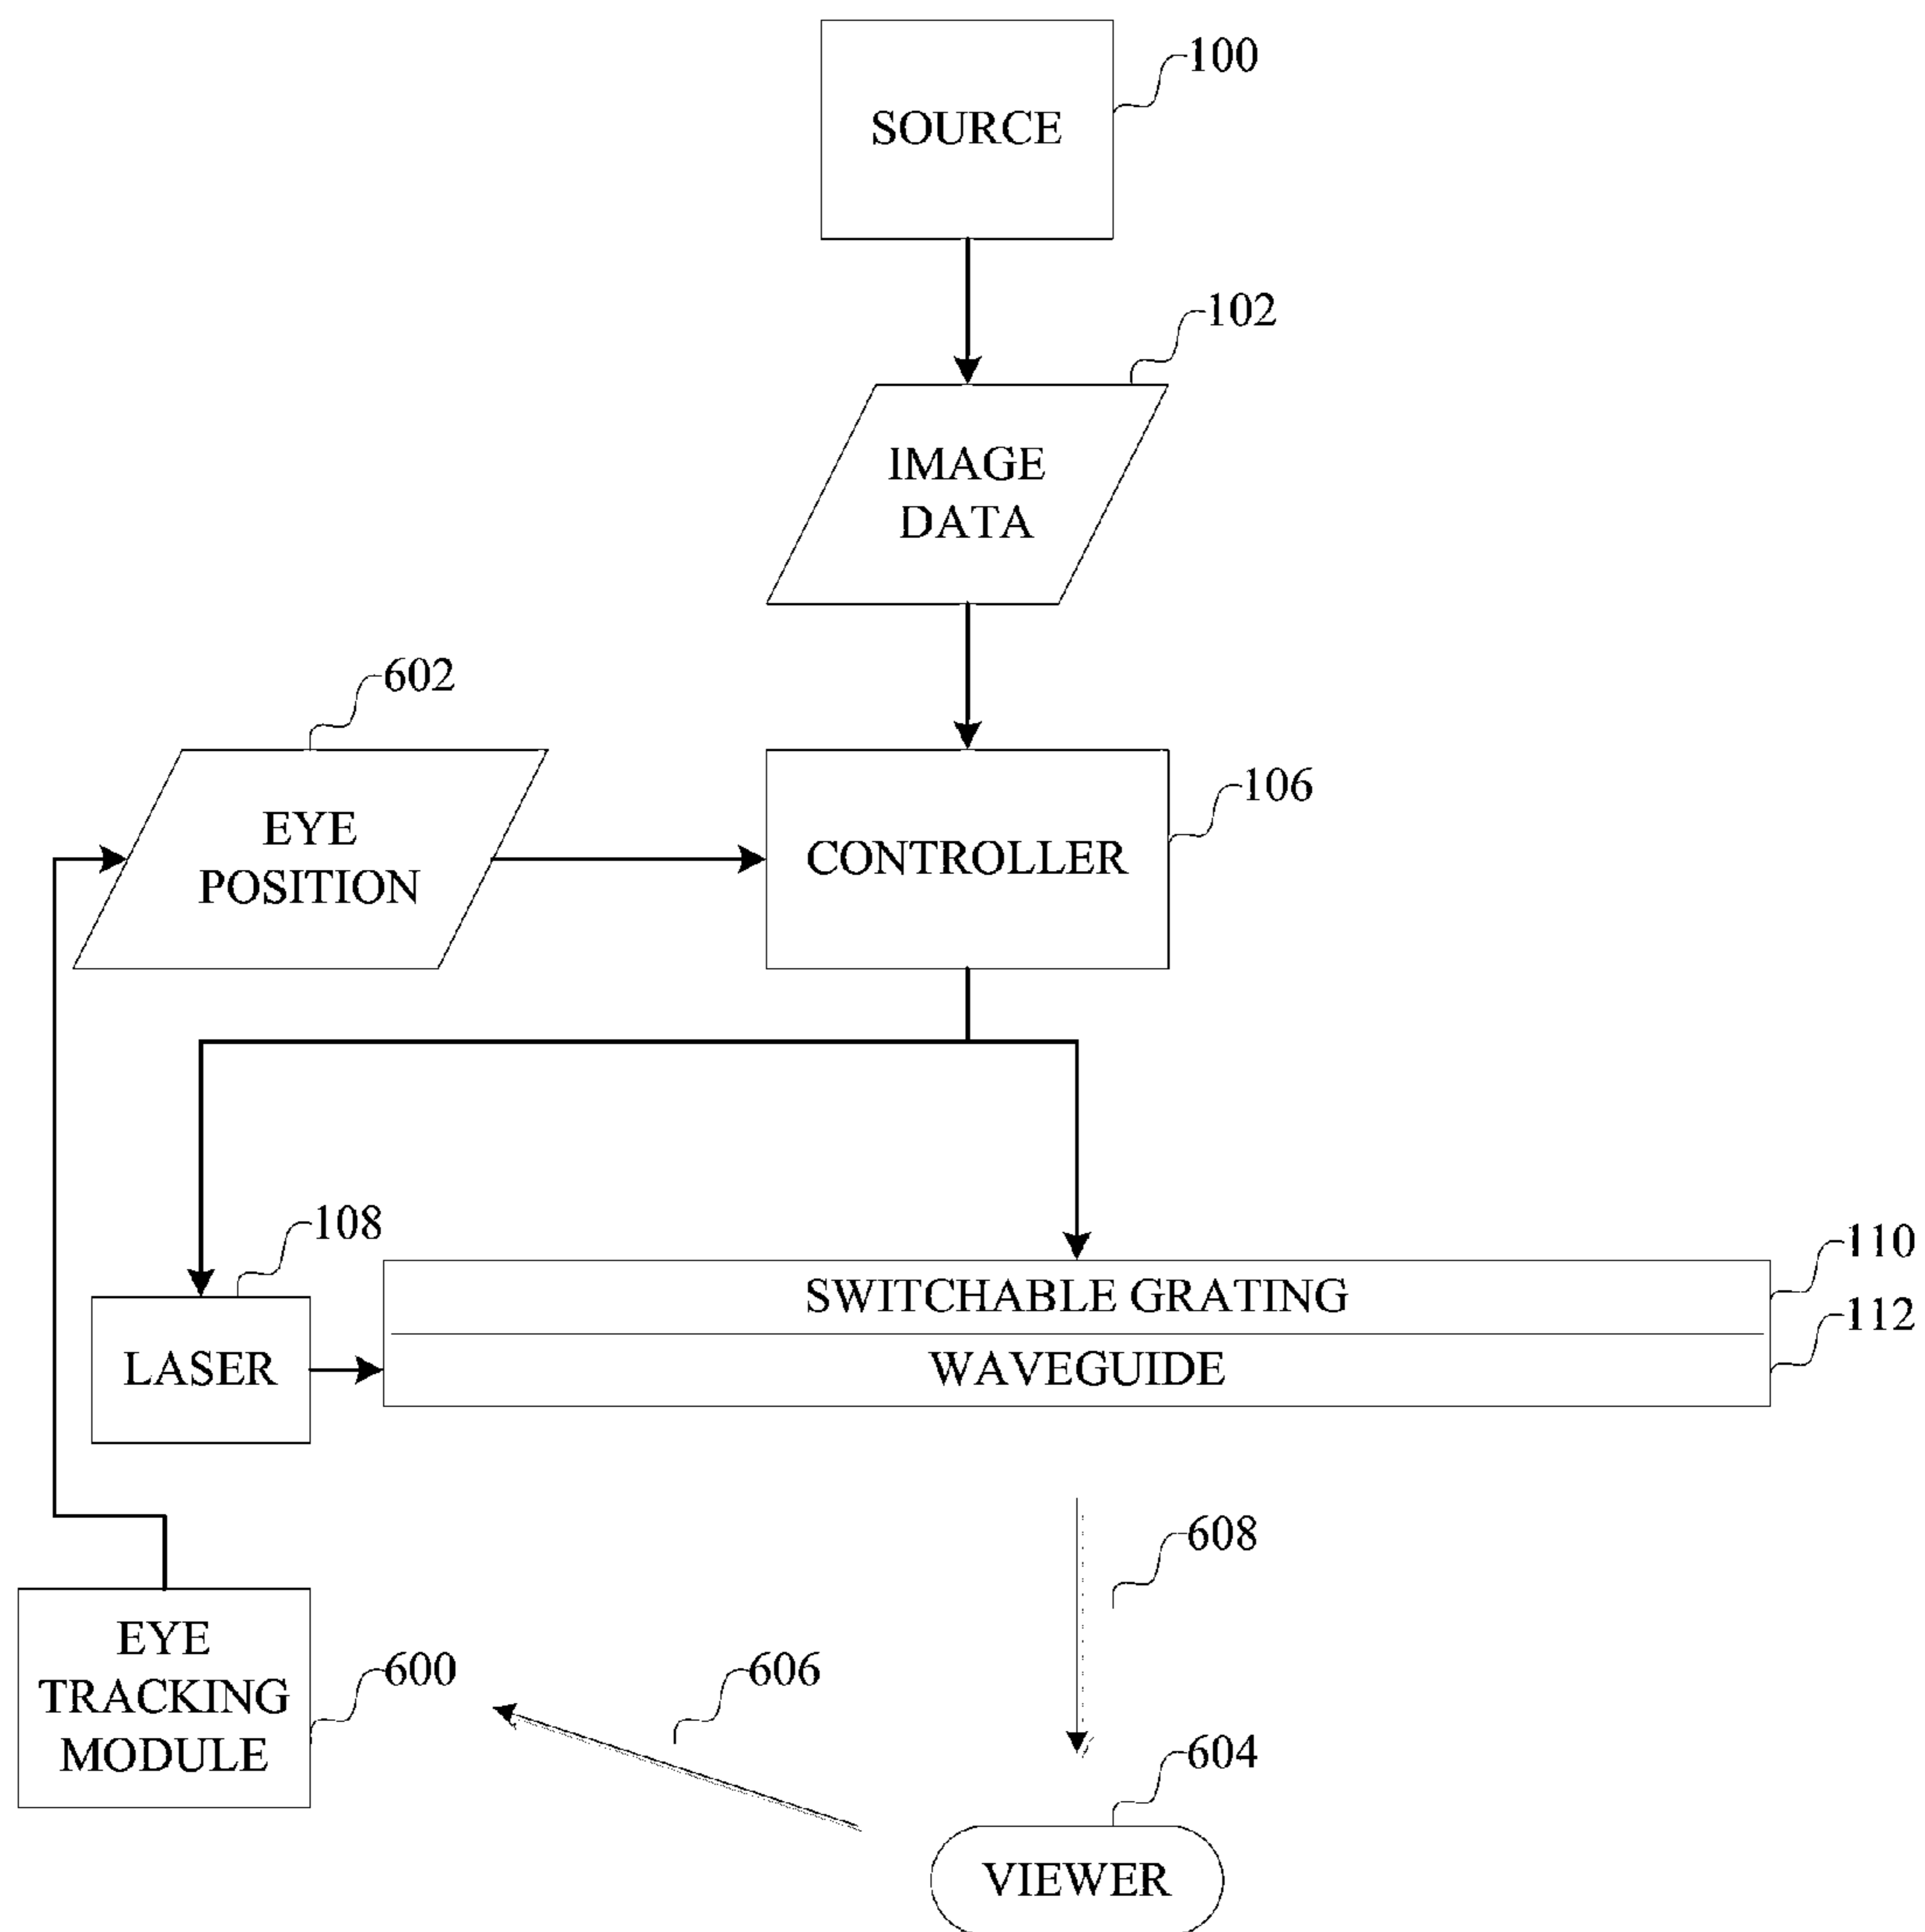 100
SOURCE
102
IMAGE
DATA
602
EYE
POSITION
106
CONTROLLER
108
110
SWITCHABLE GRATING
112
LASER
WAVEGUIDE
608
EYE
TRACKING
MODULE
600
606
604
VIEWER